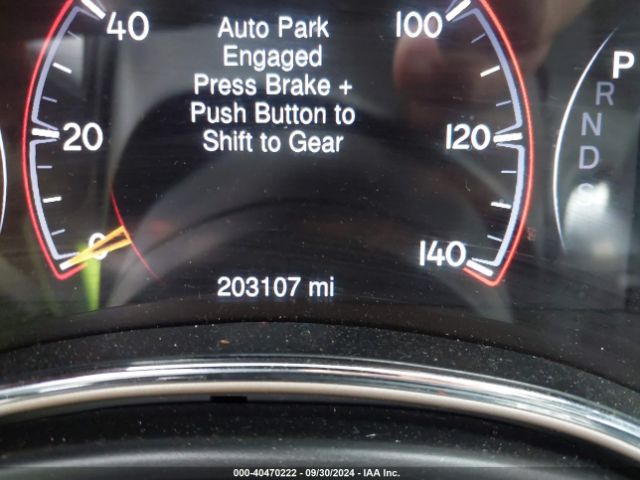 40
Auto Park
Engaged
Press Brake +
Push Button to
Shift to Gear
100
20
120
0
140
P
R
N
D
S
203107 mi
000-40470222 - 09/30/2024 - IAA Inc.